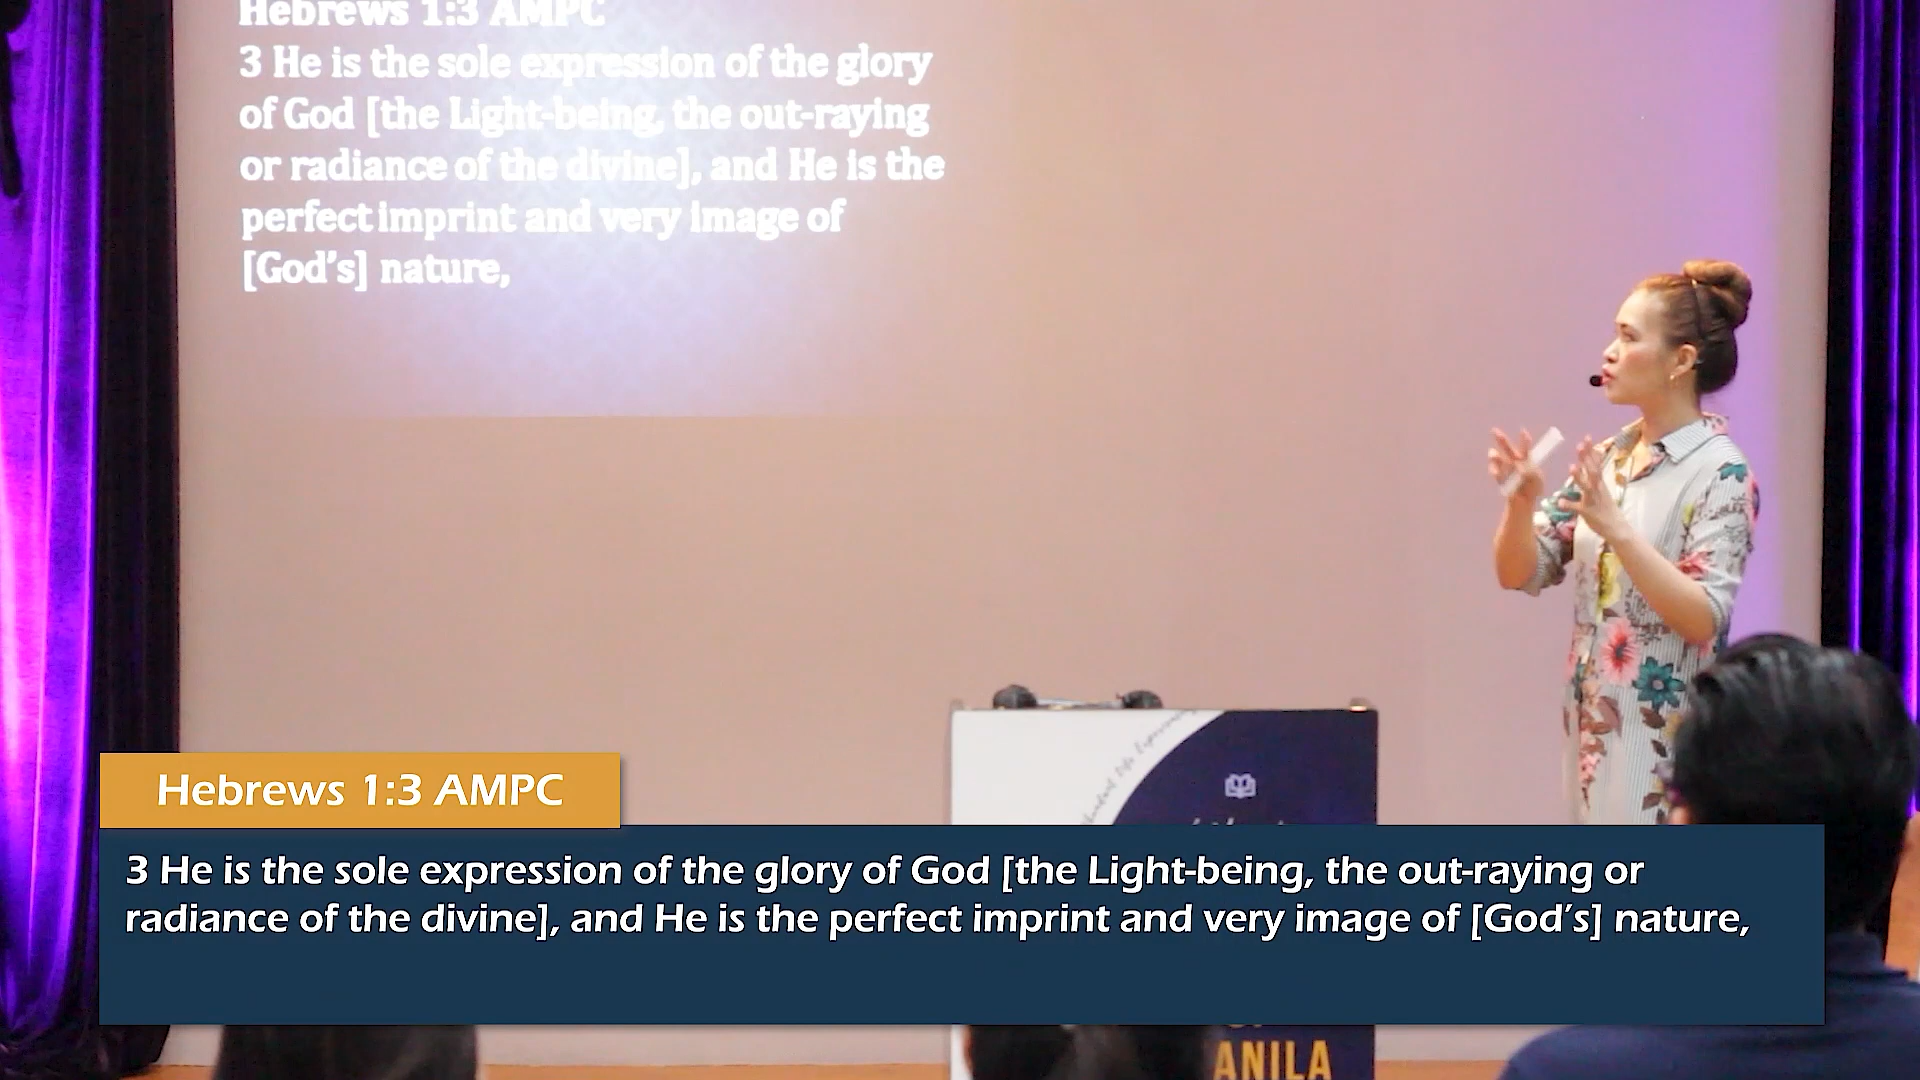 Hebrews 1:3 AMPC
3 He is the sole expression of the glory
of God [the Light-being, the out-raying
or radiance of the divine], and He is the
perfect imprint and very image of
[God's] nature,
Hebrews 1:3 AMPC
3 He is the sole expression of the glory of God [the Light-being, the out-raying or
radiance of the divine], and He is the perfect imprint and very image of [God's] nature,
ANILA